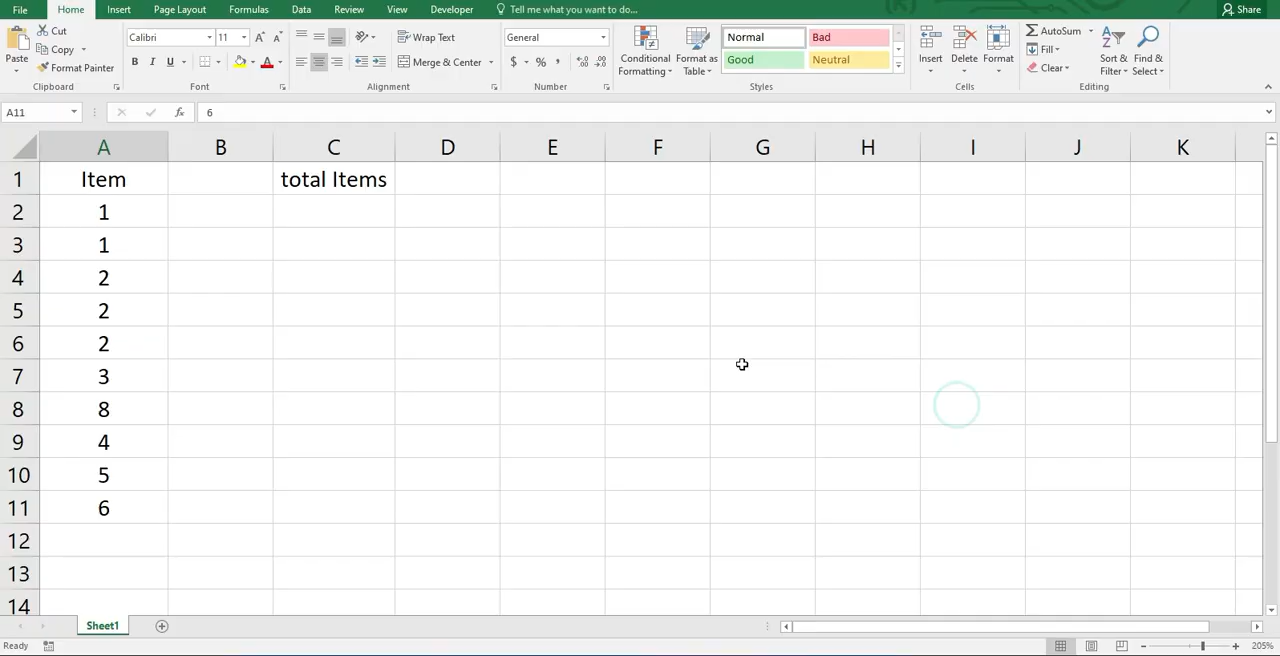 File Home Insert Page Layout Formulas Data Review View Developer Tell me what you want to do... Share
Paste Cut Calibri 11 A A Wrap Text General Conditional Formatting Format as Table Normal Bad Insert Delete Format AutoSum Sort & Filter Find & Select
Copy Fill
Format Painter B I U A Merge & Center $ % , Good Neutral Clear
Clipboard Font Alignment Number Styles Cells Editing
A11 fx 6
A B C D E F G H I J K
1 Item total Items
2 1
3 1
4 2
5 2
6 2
7 3
8 8
9 4
10 5
11 6
12
13
14
Sheet1
Ready 205%